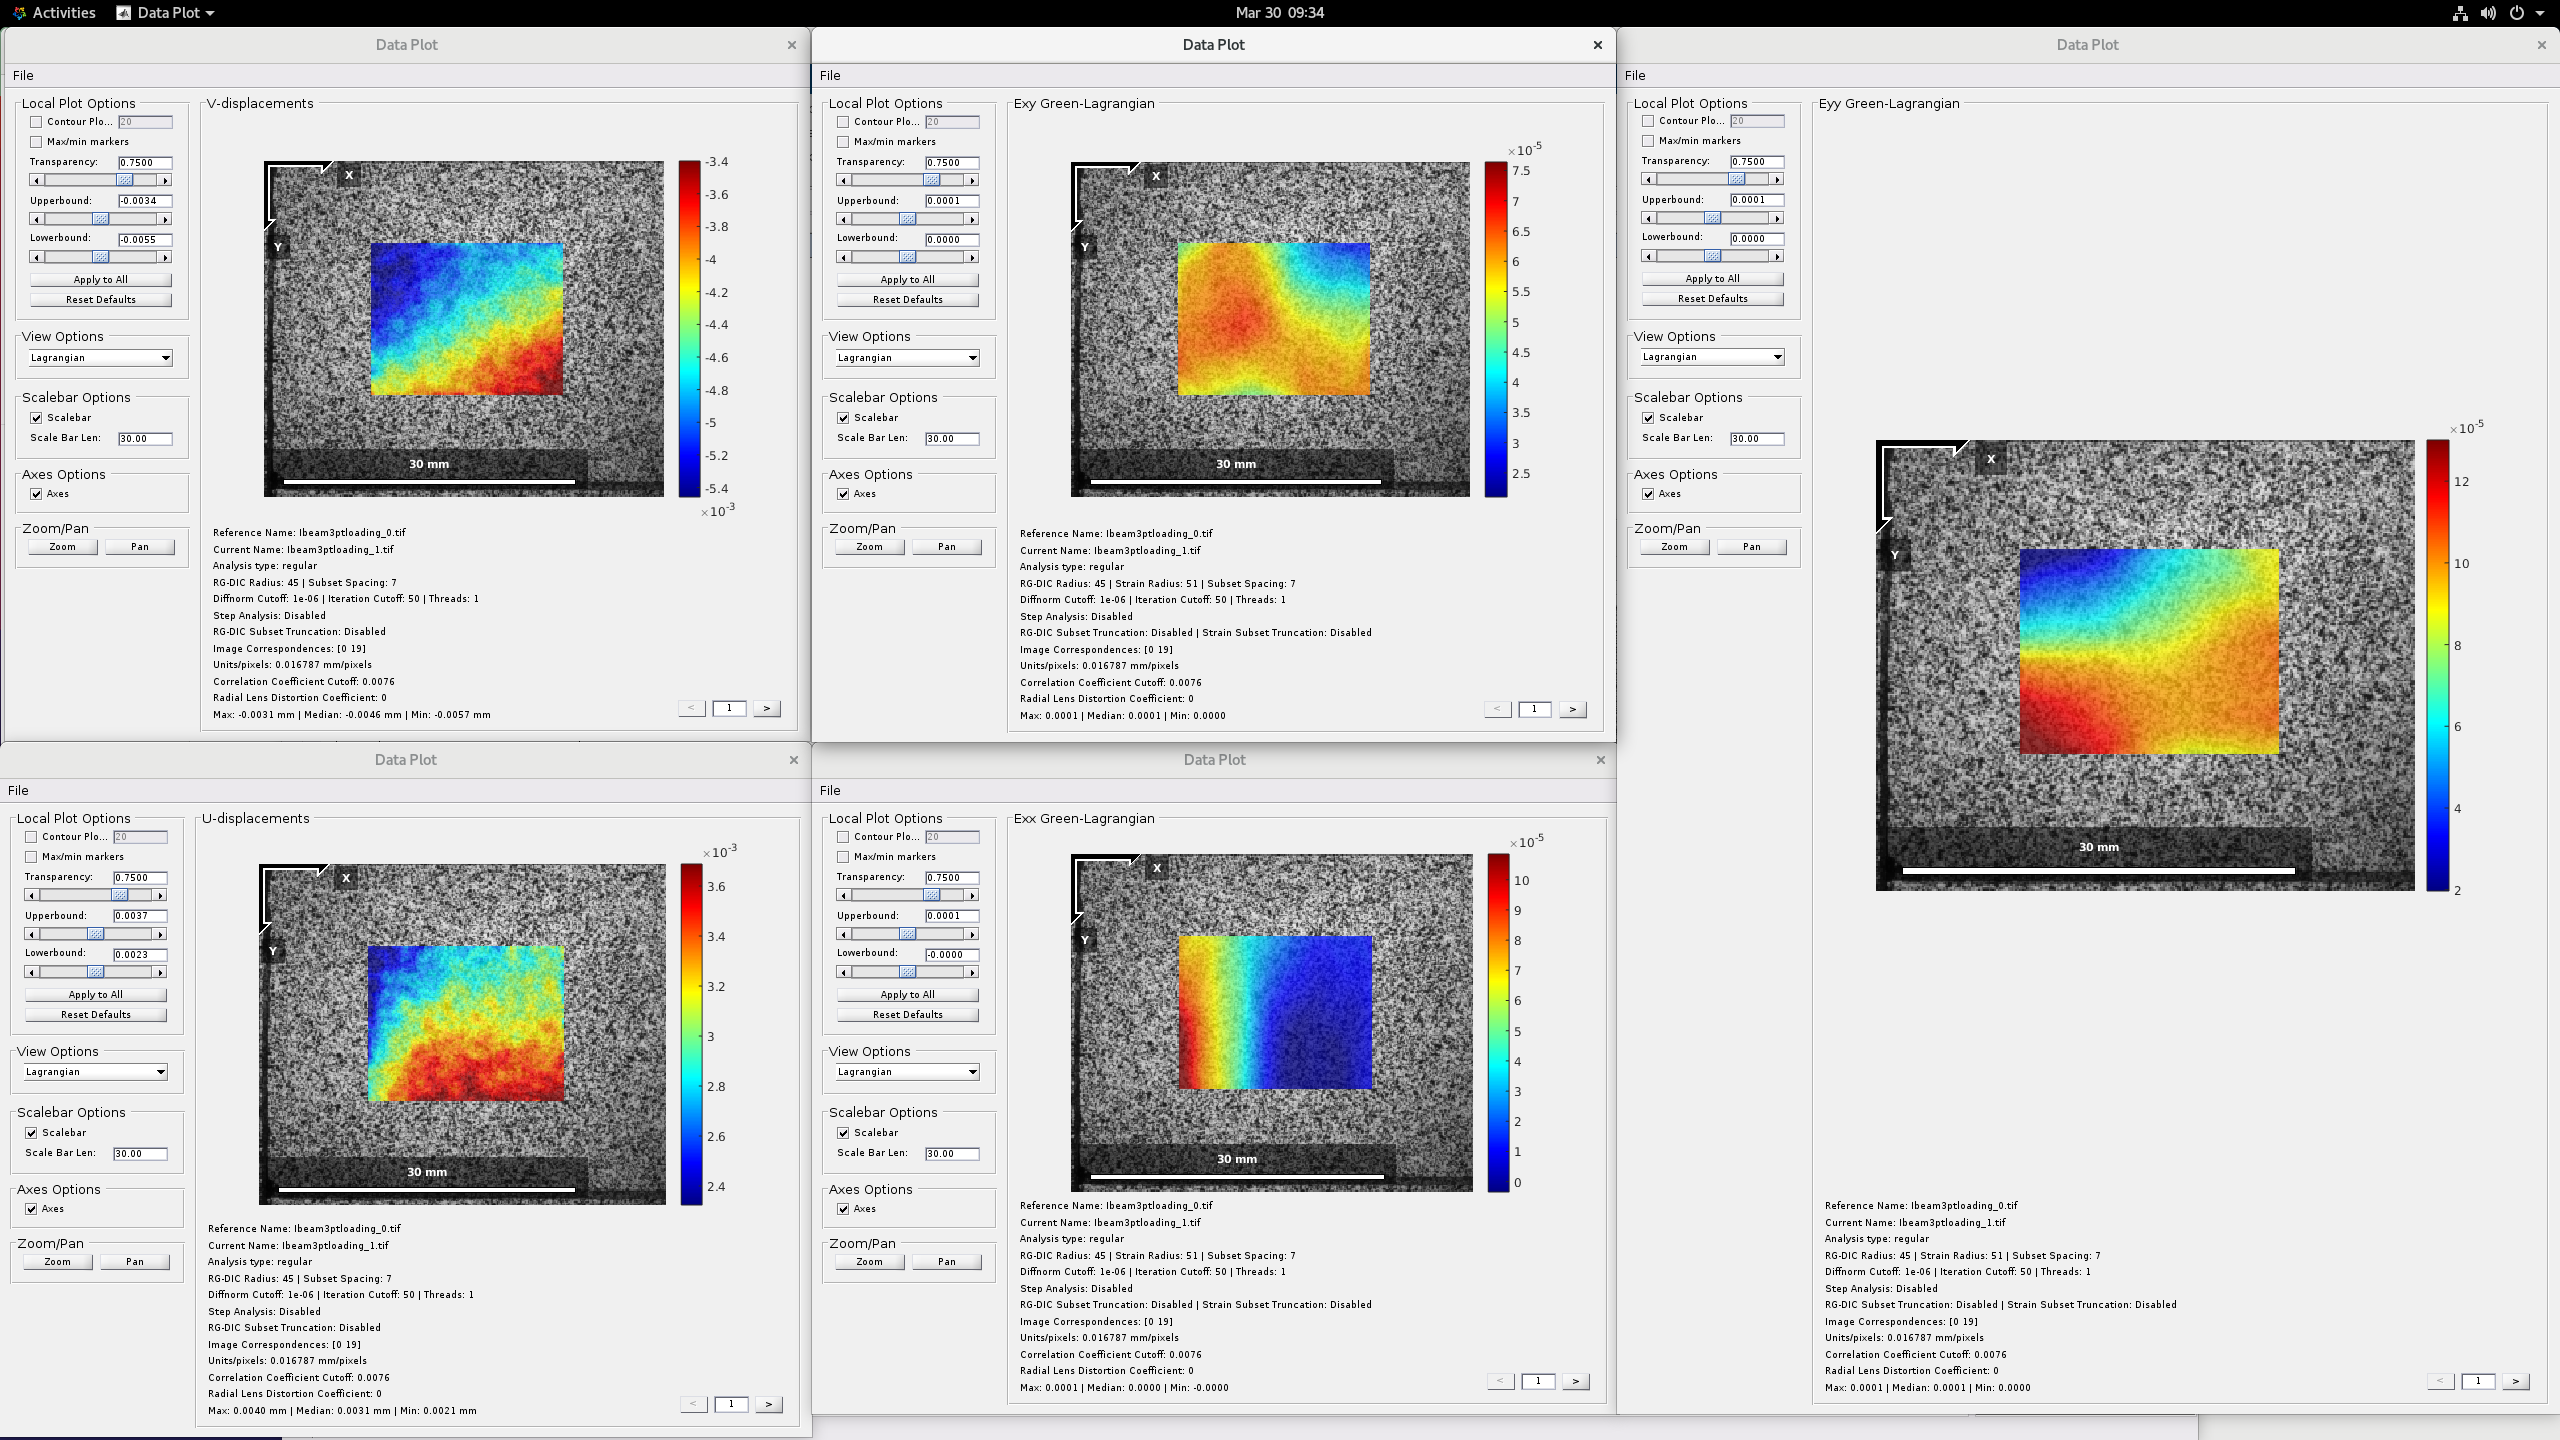 Activities Data Plot Mar 30 09:34
Data Plot
File
Local Plot Options
Contour Plo... 20
Max/min markers
Transparency: 0.7500
Upperbound: -0.0034
Lowerbound: -0.0055
Apply to All
Reset Defaults
View Options
Lagrangian
Scalebar Options
Scalebar
Scale Bar Len: 30.00
Axes Options
Axes
Zoom/Pan
Zoom Pan
V-displacements
X
Y
30 mm
-3.4
-3.6
-3.8
-4
-4.2
-4.4
-4.6
-4.8
-5
-5.2
-5.4
×10-3
Reference Name: Ibeam3ptloading_0.tif
Current Name: Ibeam3ptloading_1.tif
Analysis type: regular
RG-DIC Radius: 45 | Subset Spacing: 7
Diffnorm Cutoff: 1e-06 | Iteration Cutoff: 50 | Threads: 1
Step Analysis: Disabled
RG-DIC Subset Truncation: Disabled
Image Correspondences: [0 19]
Units/pixels: 0.016787 mm/pixels
Correlation Coefficient Cutoff: 0.0076
Radial Lens Distortion Coefficient: 0
Max: -0.0031 mm | Median: -0.0046 mm | Min: -0.0057 mm
< 1 >
Data Plot
File
Local Plot Options
Contour Plo... 20
Max/min markers
Transparency: 0.7500
Upperbound: 0.0001
Lowerbound: 0.0000
Apply to All
Reset Defaults
View Options
Lagrangian
Scalebar Options
Scalebar
Scale Bar Len: 30.00
Axes Options
Axes
Zoom/Pan
Zoom Pan
Exy Green-Lagrangian
X
Y
30 mm
×10-5
7.5
7
6.5
6
5.5
5
4.5
4
3.5
3
2.5
Reference Name: Ibeam3ptloading_0.tif
Current Name: Ibeam3ptloading_1.tif
Analysis type: regular
RG-DIC Radius: 45 | Strain Radius: 51 | Subset Spacing: 7
Diffnorm Cutoff: 1e-06 | Iteration Cutoff: 50 | Threads: 1
Step Analysis: Disabled
RG-DIC Subset Truncation: Disabled | Strain Subset Truncation: Disabled
Image Correspondences: [0 19]
Units/pixels: 0.016787 mm/pixels
Correlation Coefficient Cutoff: 0.0076
Radial Lens Distortion Coefficient: 0
Max: 0.0001 | Median: 0.0001 | Min: 0.0000
< 1 >
Data Plot
File
Local Plot Options
Contour Plo... 20
Max/min markers
Transparency: 0.7500
Upperbound: 0.0001
Lowerbound: 0.0000
Apply to All
Reset Defaults
View Options
Lagrangian
Scalebar Options
Scalebar
Scale Bar Len: 30.00
Axes Options
Axes
Zoom/Pan
Zoom Pan
Eyy Green-Lagrangian
X
Y
30 mm
×10-5
12
10
8
6
4
2
Reference Name: Ibeam3ptloading_0.tif
Current Name: Ibeam3ptloading_1.tif
Analysis type: regular
RG-DIC Radius: 45 | Strain Radius: 51 | Subset Spacing: 7
Diffnorm Cutoff: 1e-06 | Iteration Cutoff: 50 | Threads: 1
Step Analysis: Disabled
RG-DIC Subset Truncation: Disabled | Strain Subset Truncation: Disabled
Image Correspondences: [0 19]
Units/pixels: 0.016787 mm/pixels
Correlation Coefficient Cutoff: 0.0076
Radial Lens Distortion Coefficient: 0
Max: 0.0001 | Median: 0.0001 | Min: 0.0000
< 1 >
Data Plot
File
Local Plot Options
Contour Plo... 20
Max/min markers
Transparency: 0.7500
Upperbound: 0.0037
Lowerbound: 0.0023
Apply to All
Reset Defaults
View Options
Lagrangian
Scalebar Options
Scalebar
Scale Bar Len: 30.00
Axes Options
Axes
Zoom/Pan
Zoom Pan
U-displacements
X
Y
30 mm
×10-3
3.6
3.4
3.2
3
2.8
2.6
2.4
Reference Name: Ibeam3ptloading_0.tif
Current Name: Ibeam3ptloading_1.tif
Analysis type: regular
RG-DIC Radius: 45 | Subset Spacing: 7
Diffnorm Cutoff: 1e-06 | Iteration Cutoff: 50 | Threads: 1
Step Analysis: Disabled
RG-DIC Subset Truncation: Disabled
Image Correspondences: [0 19]
Units/pixels: 0.016787 mm/pixels
Correlation Coefficient Cutoff: 0.0076
Radial Lens Distortion Coefficient: 0
Max: 0.0040 mm | Median: 0.0031 mm | Min: 0.0021 mm
< 1 >
Data Plot
File
Local Plot Options
Contour Plo... 20
Max/min markers
Transparency: 0.7500
Upperbound: 0.0001
Lowerbound: -0.0000
Apply to All
Reset Defaults
View Options
Lagrangian
Scalebar Options
Scalebar
Scale Bar Len: 30.00
Axes Options
Axes
Zoom/Pan
Zoom Pan
Exx Green-Lagrangian
X
Y
30 mm
×10-5
10
9
8
7
6
5
4
3
2
1
0
Reference Name: Ibeam3ptloading_0.tif
Current Name: Ibeam3ptloading_1.tif
Analysis type: regular
RG-DIC Radius: 45 | Strain Radius: 51 | Subset Spacing: 7
Diffnorm Cutoff: 1e-06 | Iteration Cutoff: 50 | Threads: 1
Step Analysis: Disabled
RG-DIC Subset Truncation: Disabled | Strain Subset Truncation: Disabled
Image Correspondences: [0 19]
Units/pixels: 0.016787 mm/pixels
Correlation Coefficient Cutoff: 0.0076
Radial Lens Distortion Coefficient: 0
Max: 0.0001 | Median: 0.0000 | Min: -0.0000
< 1 >